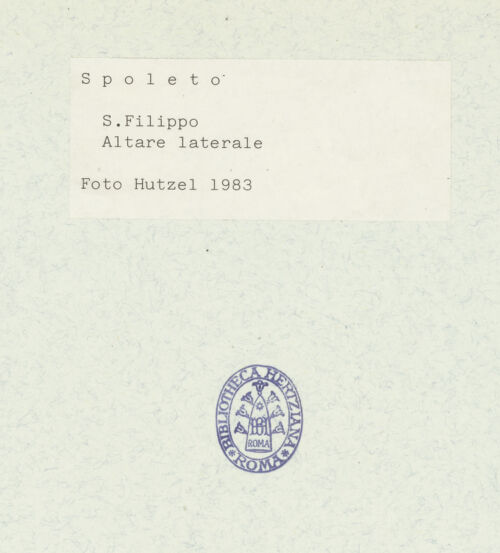 Spoleto
S.Filippo
Altare laterale
Foto Hutzel 1983
BIBLIOTHECA HERTZIANA
ROMA
* ROMA *